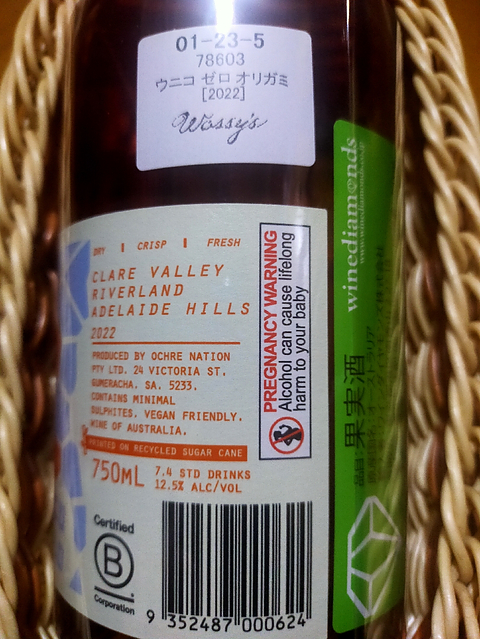 01-23-5
78603
ウニコ ゼロ オリガミ
[2022]
Wassy's
DRY | CRISP | FRESH
CLARE VALLEY
RIVERLAND
ADELAIDE HILLS
2022
PRODUCED BY OCHRE NATION
PTY LTD. 24 VICTORIA ST.
GUMERACHA. SA. 5233.
CONTAINS MINIMAL
SULPHITES. VEGAN FRIENDLY.
WINE OF AUSTRALIA.
PRINTED ON RECYCLED SUGAR CANE
750ML
7.4 STD DRINKS
12.5% ALC/VOL
PREGNANCY WARNING
Alcohol can cause lifelong
harm to your baby
Certified
B
Corporation
9 352487 000624
winediamonds
品目:果実酒